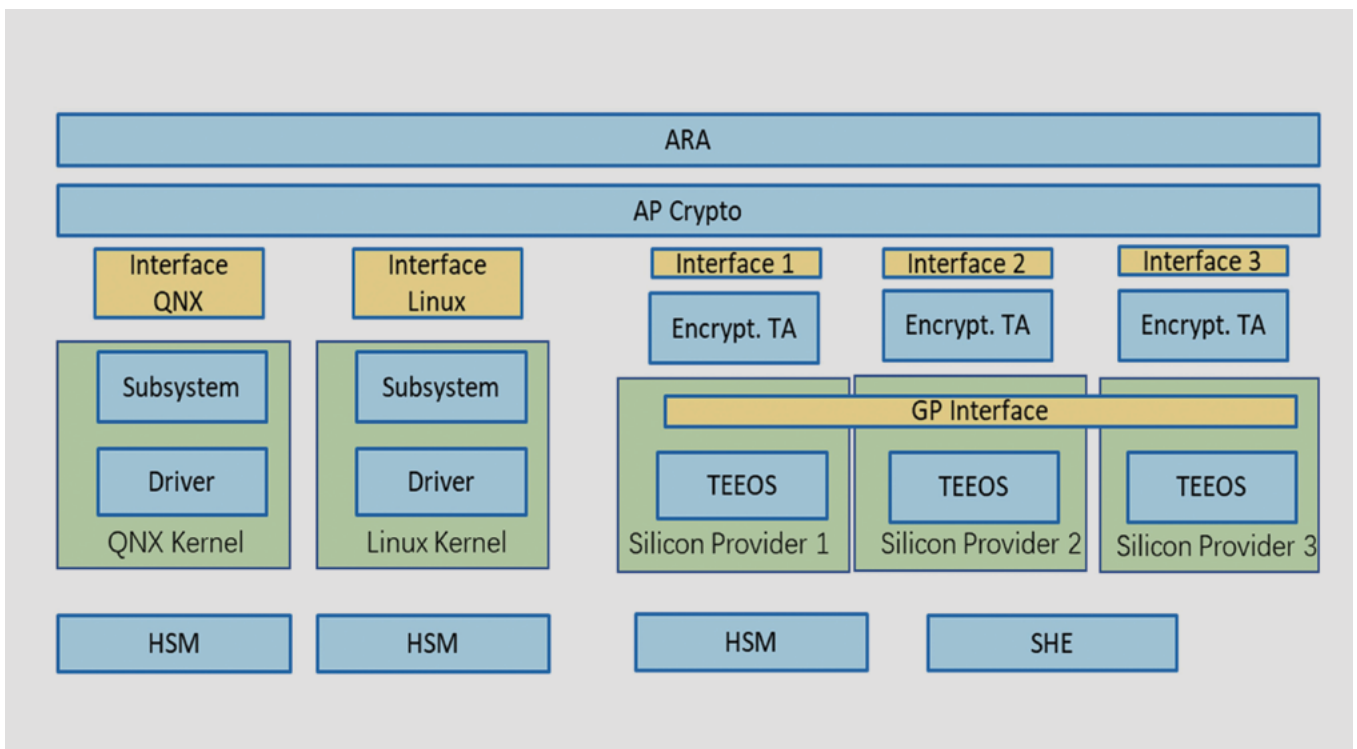 ARA
AP Crypto
Interface
QNX
Interface
Linux
Interface 1
Interface 2
Interface 3
Encrypt. TA
Encrypt. TA
Encrypt. TA
Subsystem
Subsystem
GP Interface
Driver
Driver
TEEOS
TEEOS
TEEOS
QNX Kernel
Linux Kernel
Silicon Provider 1
Silicon Provider 2
Silicon Provider 3
HSM
HSM
HSM
SHE